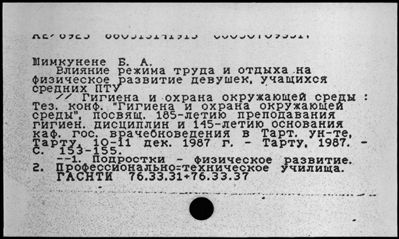 Шимкунене Б. А.
Влияние режима труда и отдыха на
физическое развитие девушек, учащихся
средних ПТУ
// Гигиена и охрана окружающей среды :
Тез. конф. "Гигиена и охрана окружающей
среды", посвящ. 185-летию преподавания
гигиен. дисциплин и 145-летию основания
каф. гос. врачебноведения в Тарт. ун-те,
Тарту, 10-11 дек. 1987 г. - Тарту, 1987. -
С. 153-155.
--1. Подростки - физическое развитие.
2. Профессионально-техническое училища.
ГАСНТИ 76.33.31+76.33.37